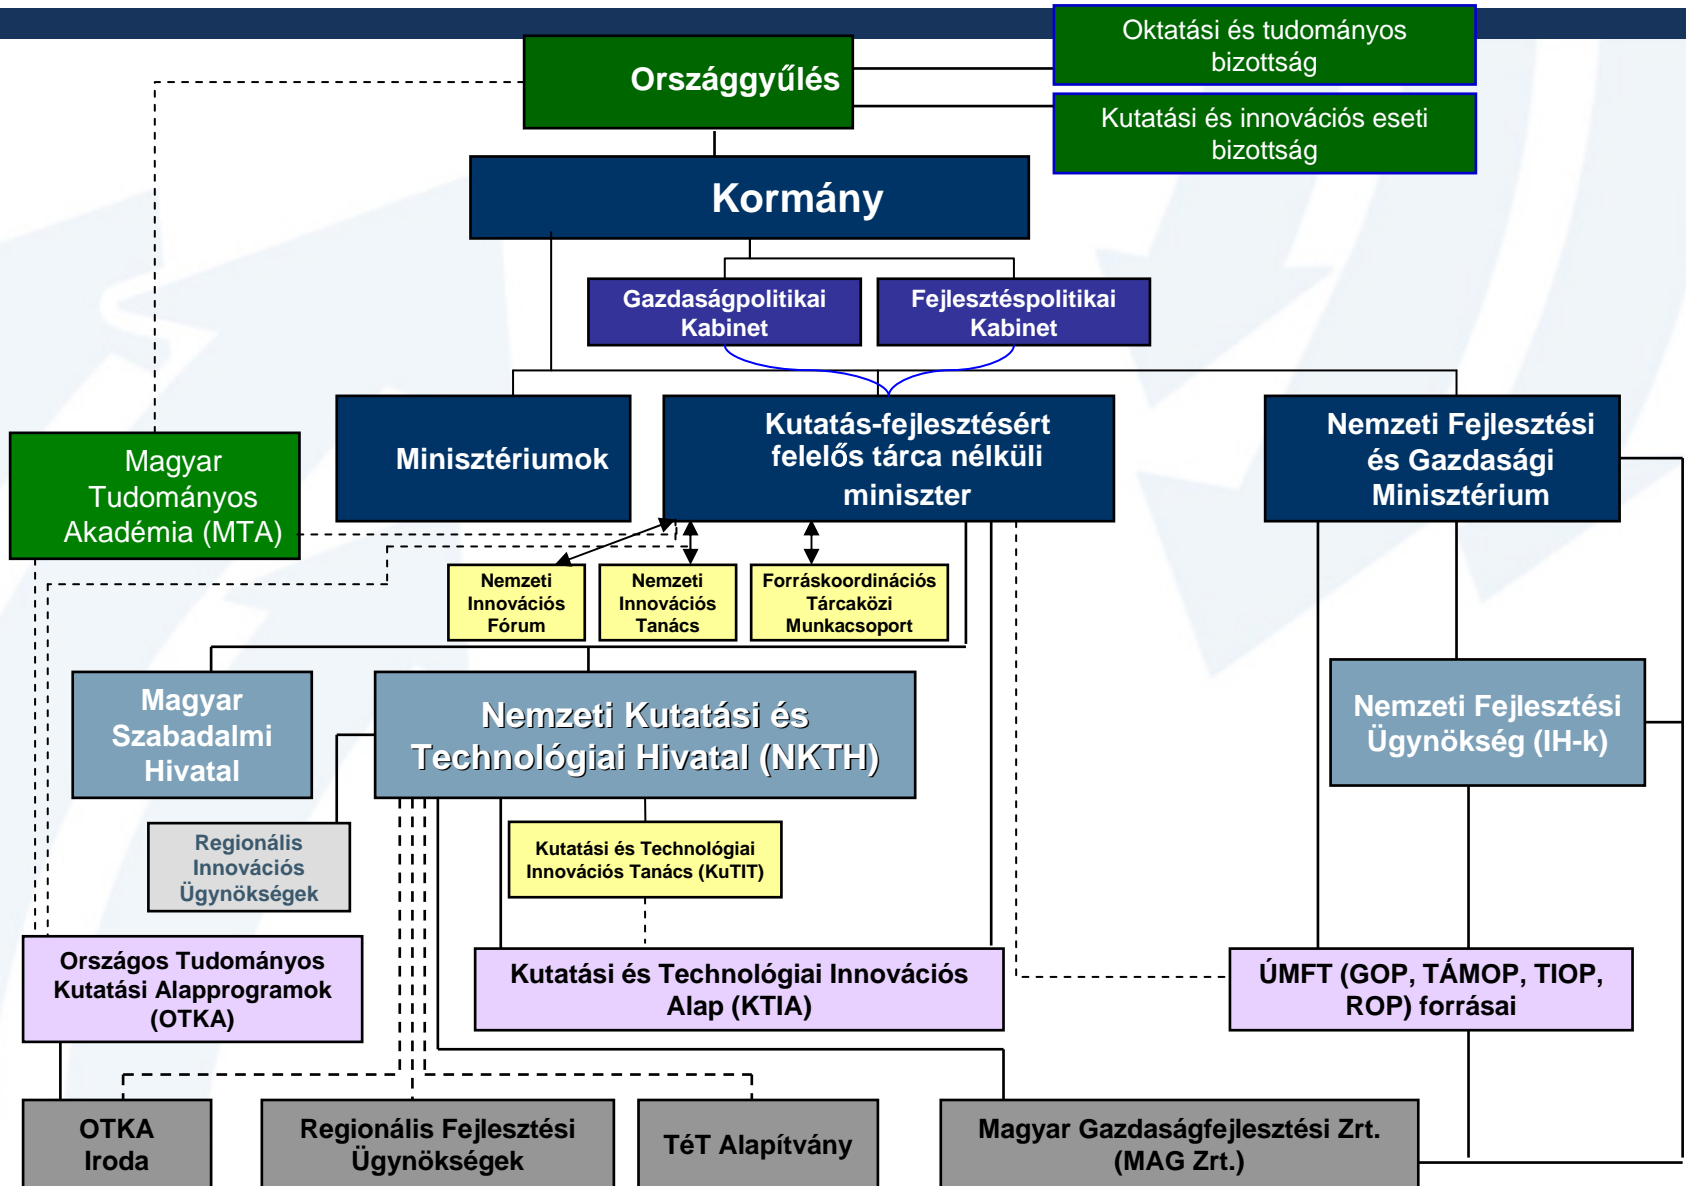 Oktatási és tudományos
bizottság
Országgyűlés
Kutatási és innovációs eseti
bizottság
Kormány
Gazdaságpolitikai
Kabinet
Fejlesztéspolitikai
Kabinet
Minisztériumok
Kutatás-fejlesztésért
felelős tárca nélküli
miniszter
Nemzeti Fejlesztési
és Gazdasági
Minisztérium
Magyar
Tudományos
Akadémia (MTA)
Nemzeti
Innovációs
Fórum
Nemzeti
Innovációs
Tanács
Forráskoordinációs
Tárcaközi
Munkacsoport
Magyar
Szabadalmi
Hivatal
Nemzeti Kutatási és
Technológiai Hivatal (NKTH)
Nemzeti Fejlesztési
Ügynökség (IH-k)
Regionális
Innovációs
Ügynökségek
Kutatási és Technológiai
Innovációs Tanács (KuTIT)
Országos Tudományos
Kutatási Alapprogramok
(OTKA)
Kutatási és Technológiai Innovációs
Alap (KTIA)
ÚMFT (GOP, TÁMOP, TIOP,
ROP) forrásai
OTKA
Iroda
Regionális Fejlesztési
Ügynökségek
TéT Alapítvány
Magyar Gazdaságfejlesztési Zrt.
(MAG Zrt.)